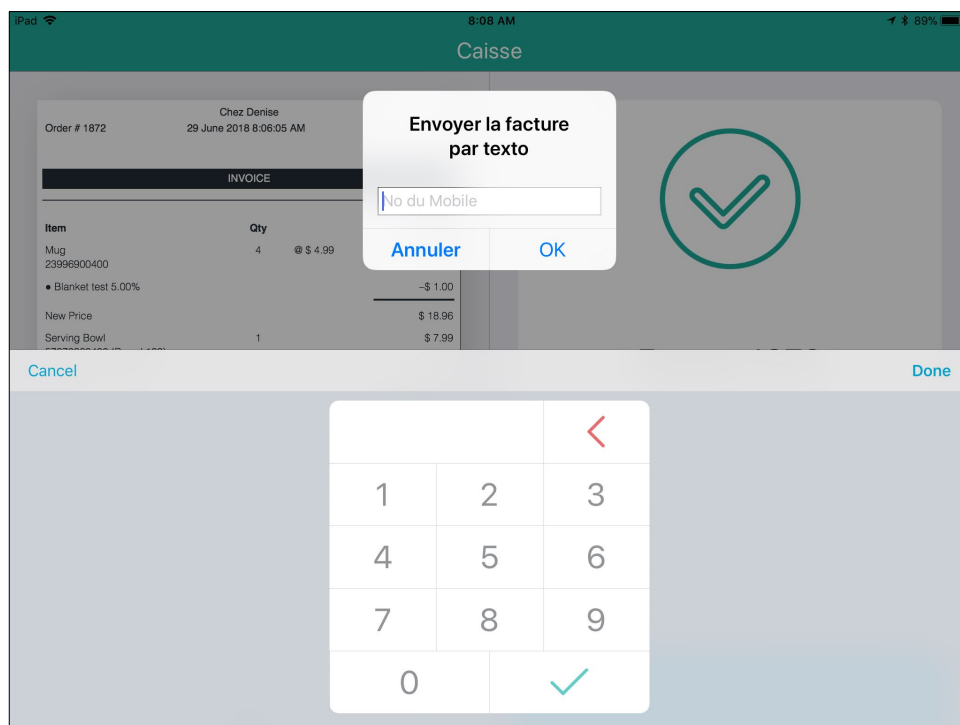 iPad 8:08 AM 89%
Caisse
Chez Denise
Order # 1872 29 June 2018 8:06:05 AM
INVOICE
Item Qty
Mug 4 @ $ 4.99
23996900400
● Blanket test 5.00% –$ 1.00
New Price $ 18.96
Serving Bowl 1 $ 7.99
Envoyer la facture
par texto
No du Mobile
Annuler OK
Cancel Done
1 2 3
4 5 6
7 8 9
0